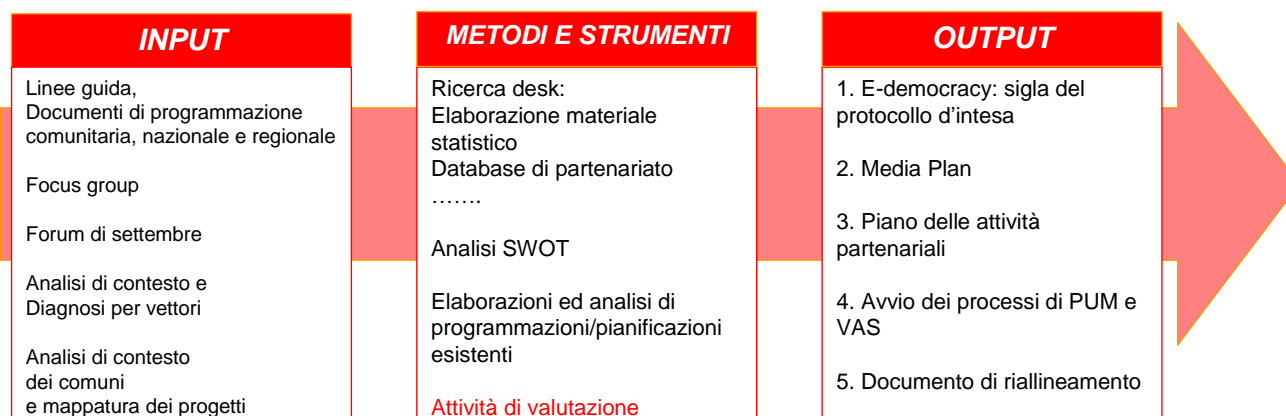 INPUT
Linee guida,
Documenti di programmazione
comunitaria, nazionale e regionale
Focus group
Forum di settembre
Analisi di contesto e
Diagnosi per vettori
Analisi di contesto
dei comuni
e mappatura dei progetti
METODI E STRUMENTI
Ricerca desk:
Elaborazione materiale
statistico
Database di partenariato
…….
Analisi SWOT
Elaborazioni ed analisi di
programmazioni/pianificazioni
esistenti
Attività di valutazione
OUTPUT
1. E-democracy: sigla del
protocollo d'intesa
2. Media Plan
3. Piano delle attività
partenariali
4. Avvio dei processi di PUM e
VAS
5. Documento di riallineamento